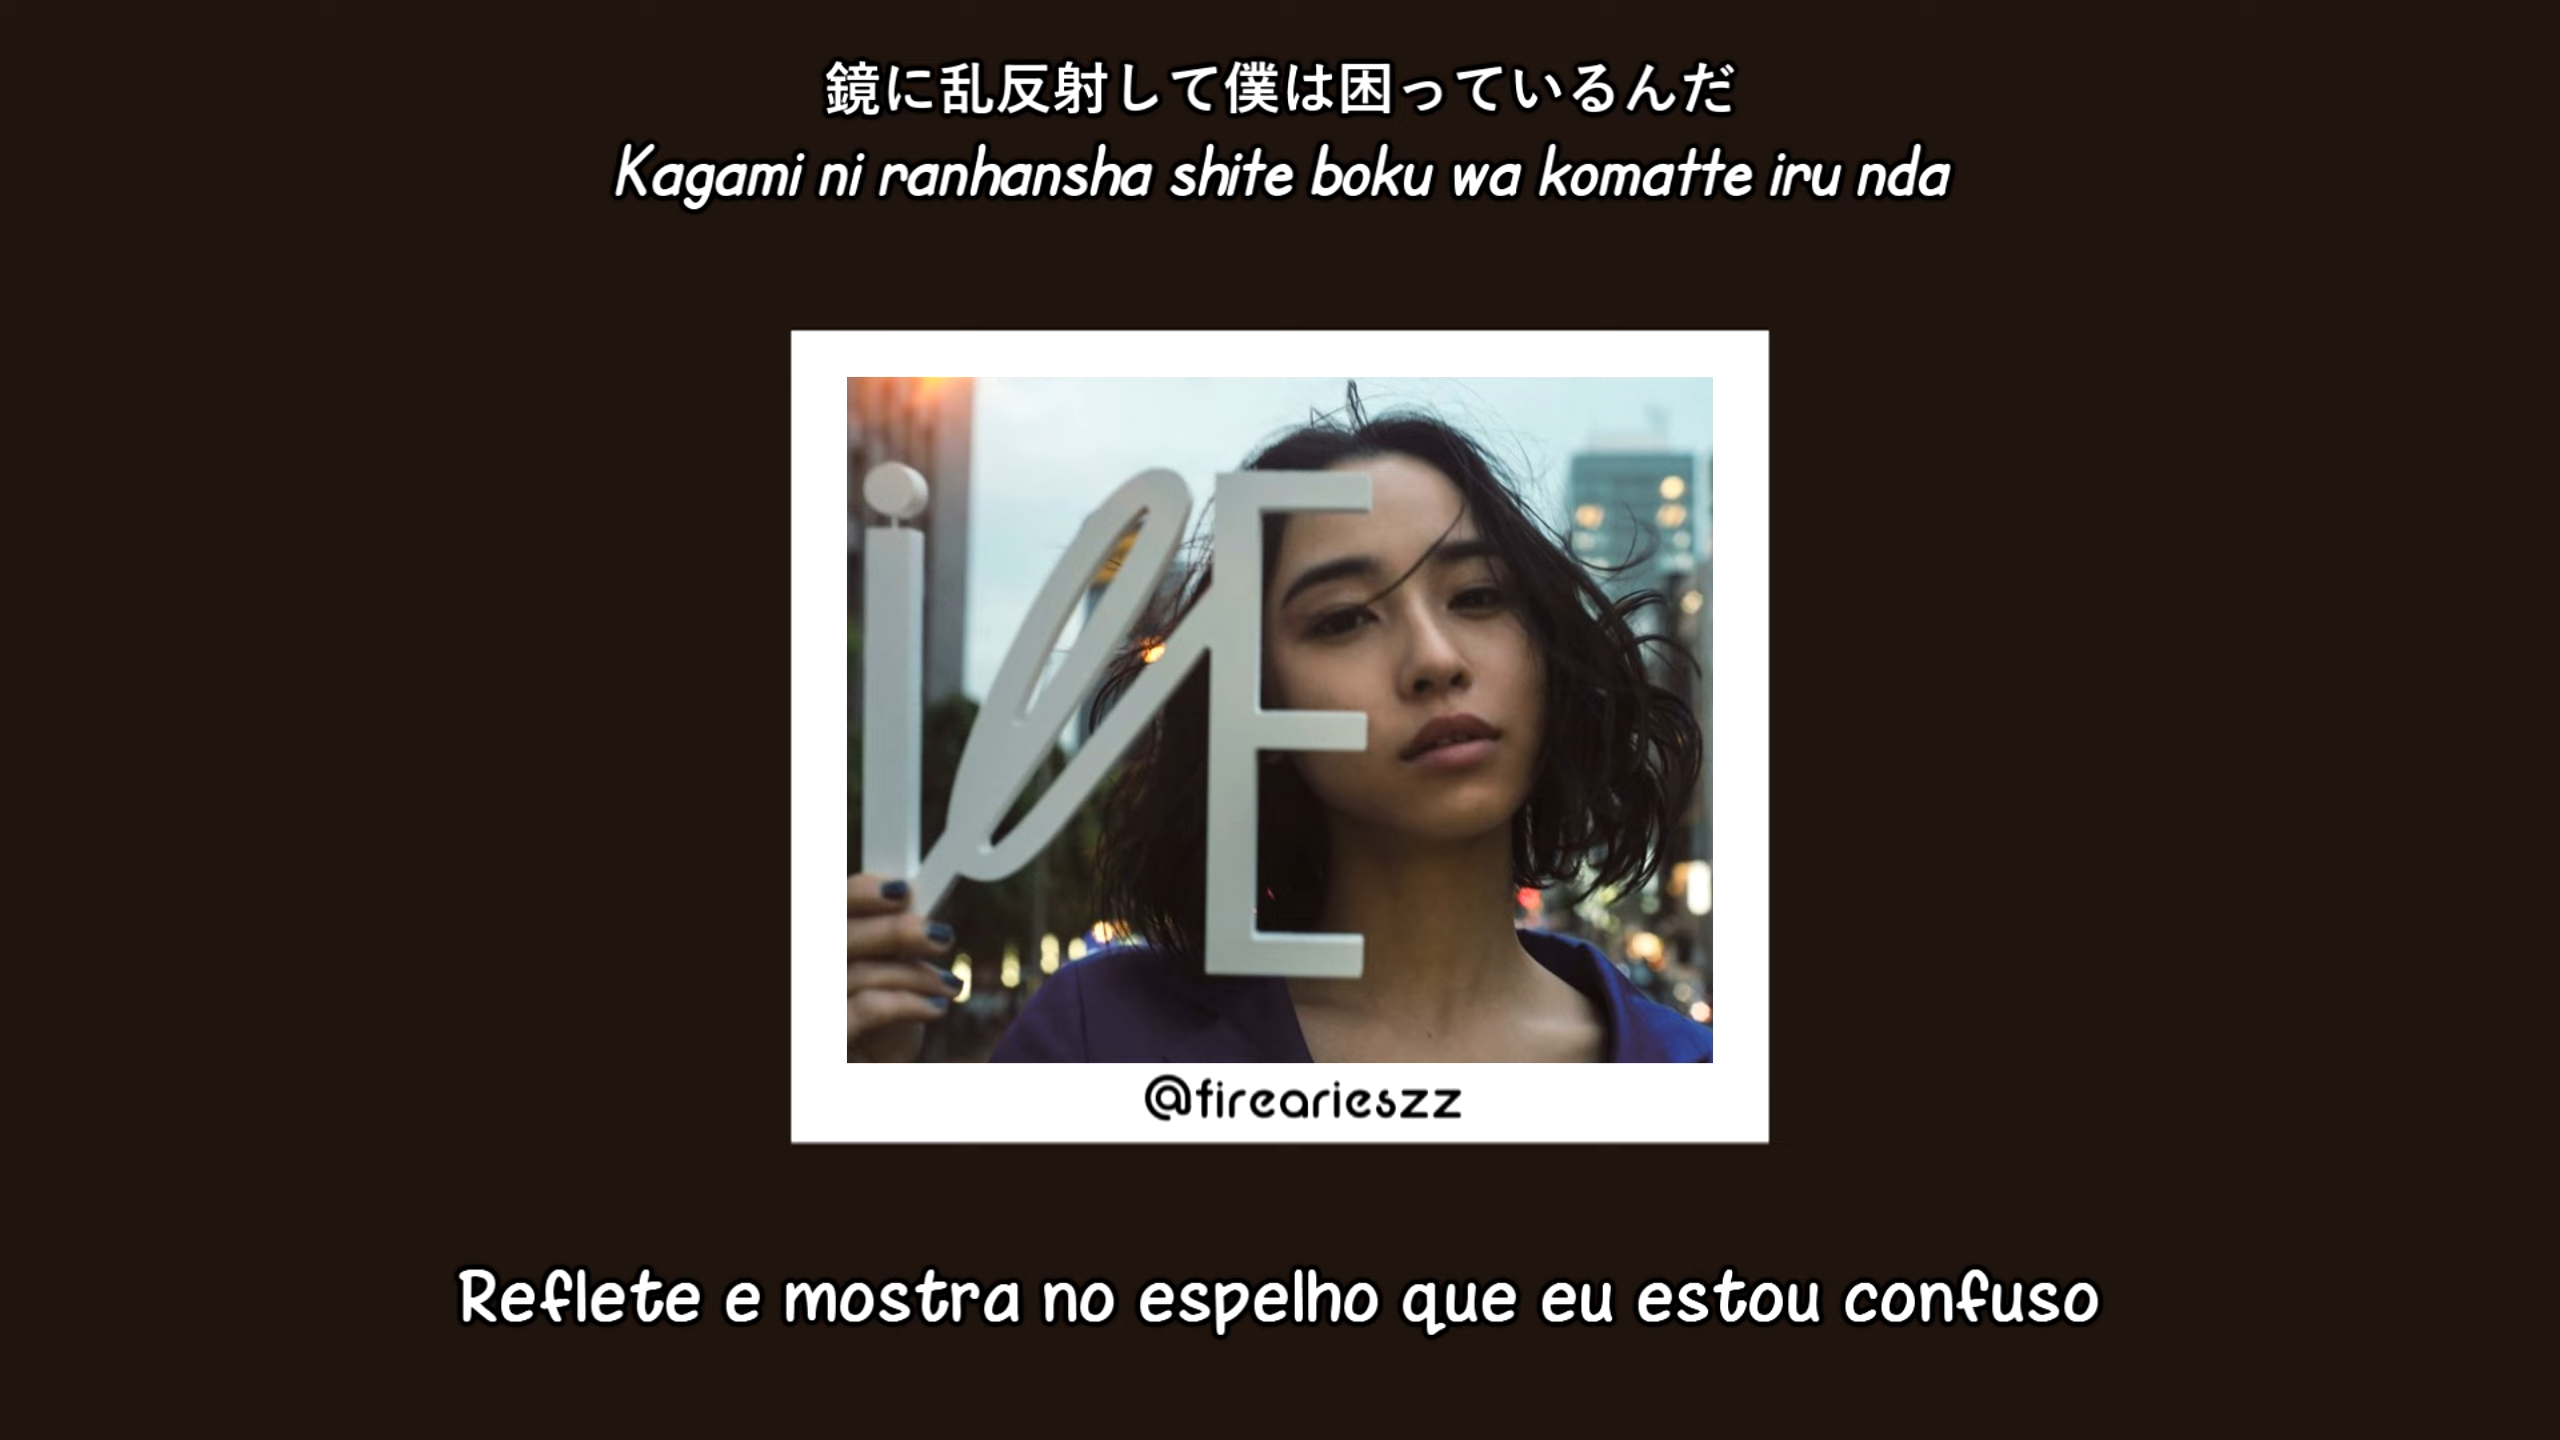 鏡に乱反射して僕は困っているんだ
Kagami ni ranhansha shite boku wa komatte iru nda
ilE
@firearieszz
Reflete e mostra no espelho que eu estou confuso